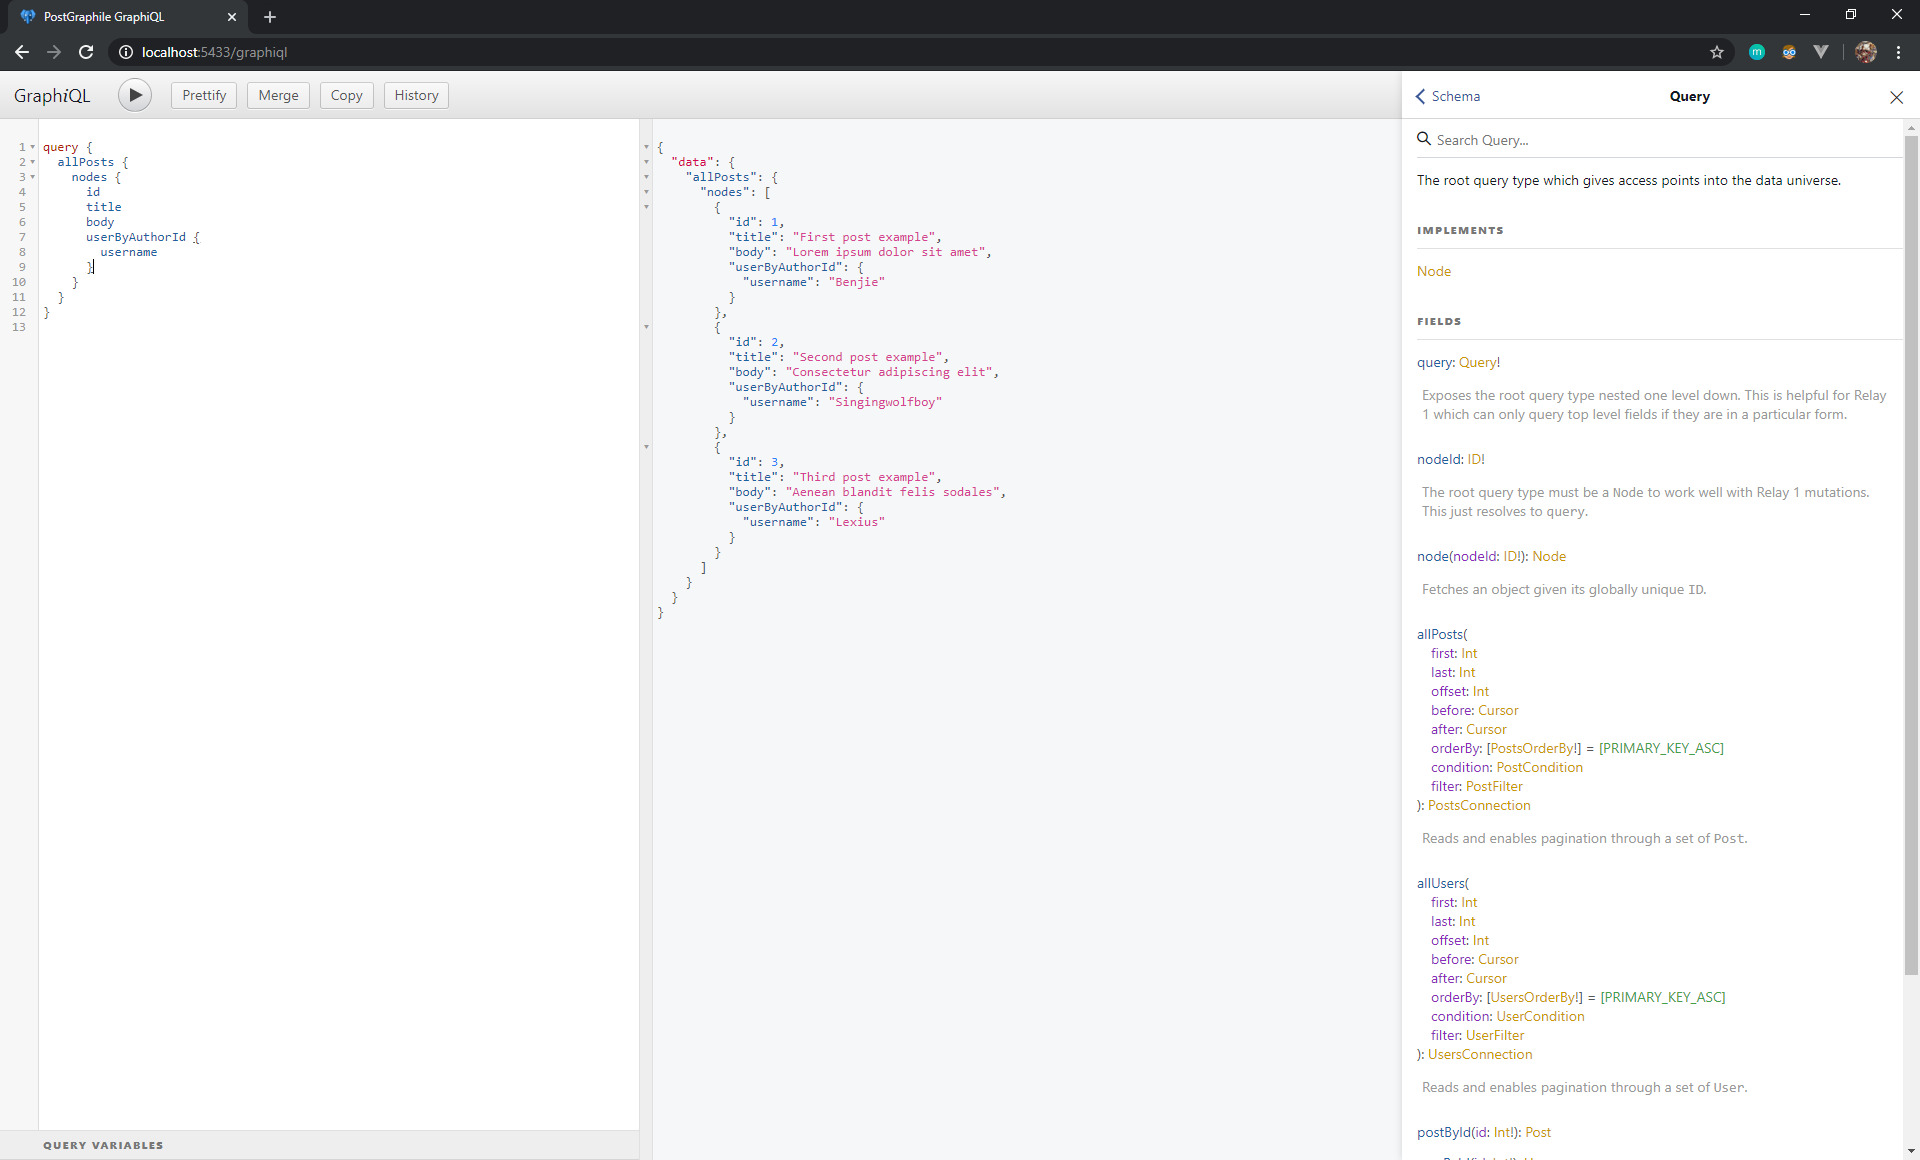 PostGraphile GraphiQL
localhost:5433/graphiql
GraphiQL
Prettify
Merge
Copy
History
Schema
Query
1 query {
2   allPosts {
3     nodes {
4       id
5       title
6       body
7       userByAuthorId {
8         username
9       }
10     }
11   }
12 }
13
QUERY VARIABLES
{
  "data": {
    "allPosts": {
      "nodes": [
        {
          "id": 1,
          "title": "First post example",
          "body": "Lorem ipsum dolor sit amet",
          "userByAuthorId": {
            "username": "Benjie"
          }
        },
        {
          "id": 2,
          "title": "Second post example",
          "body": "Consectetur adipiscing elit",
          "userByAuthorId": {
            "username": "Singingwolfboy"
          }
        },
        {
          "id": 3,
          "title": "Third post example",
          "body": "Aenean blandit felis sodales",
          "userByAuthorId": {
            "username": "Lexius"
          }
        }
      ]
    }
  }
}
Search Query...
The root query type which gives access points into the data universe.
IMPLEMENTS
Node
FIELDS
query: Query!
Exposes the root query type nested one level down. This is helpful for Relay
1 which can only query top level fields if they are in a particular form.
nodeId: ID!
The root query type must be a Node to work well with Relay 1 mutations.
This just resolves to query.
node(nodeId: ID!): Node
Fetches an object given its globally unique ID.
allPosts(
first: Int
last: Int
offset: Int
before: Cursor
after: Cursor
orderBy: [PostsOrderBy!] = [PRIMARY_KEY_ASC]
condition: PostCondition
filter: PostFilter
): PostsConnection
Reads and enables pagination through a set of Post.
allUsers(
first: Int
last: Int
offset: Int
before: Cursor
after: Cursor
orderBy: [UsersOrderBy!] = [PRIMARY_KEY_ASC]
condition: UserCondition
filter: UserFilter
): UsersConnection
Reads and enables pagination through a set of User.
postById(id: Int!): Post